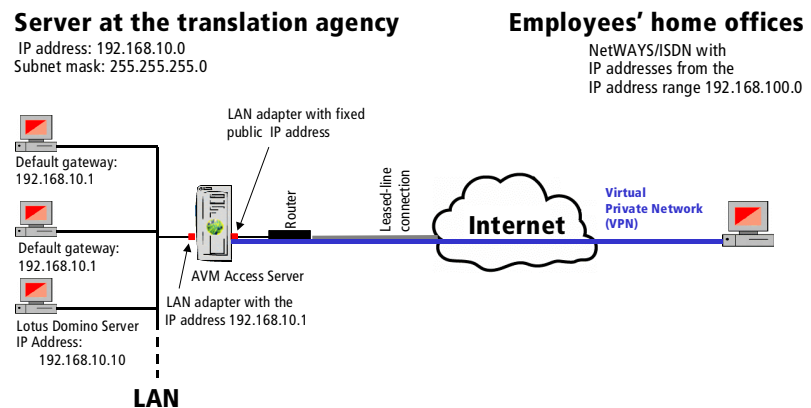 Server at the translation agency
IP address: 192.168.10.0
Subnet mask: 255.255.255.0
Employees' home offices
NetWAYS/ISDN with
IP addresses from the
IP address range 192.168.100.0
LAN adapter with fixed
public IP address
Default gateway:
192.168.10.1
Default gateway:
192.168.10.1
Lotus Domino Server
IP Address:
192.168.10.10
LAN
AVM Access Server
LAN adapter with the
IP address 192.168.10.1
Router
Leased-line
connection
Internet
Virtual
Private Network
(VPN)